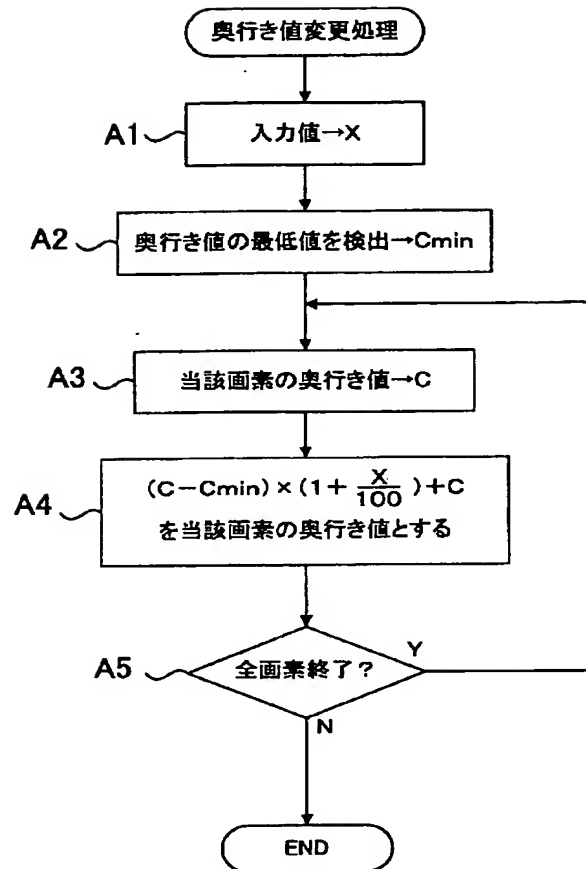 奥行き値変更処理
A1
入力値→X
A2
奥行き値の最低値を検出→Cmin
A3
当該画素の奥行き値→C
A4
(C−Cmin)×(1+X/100)+C
を当該画素の奥行き値とする
A5
全画素終了?
Y
N
END